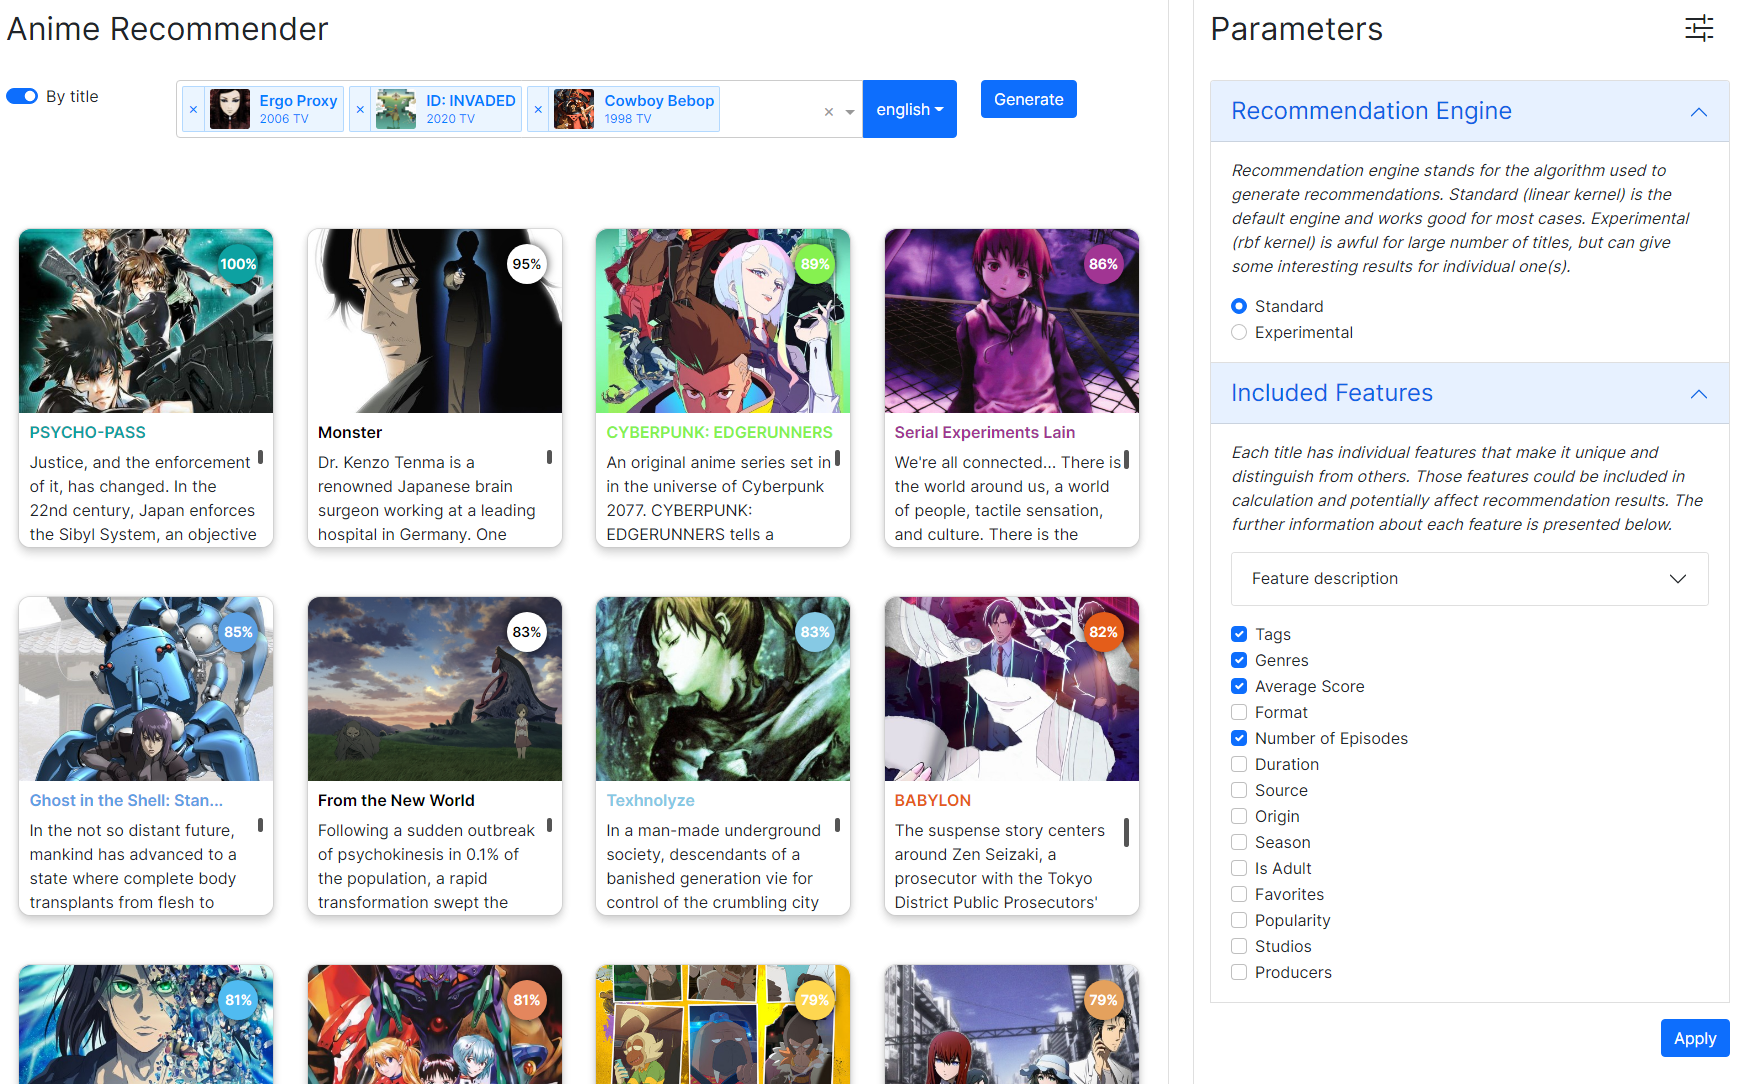 Anime Recommender
By title
× Ergo Proxy
2006 TV
× ID: INVADED
2020 TV
× Cowboy Bebop
1998 TV
×
english
Generate
100%
PSYCHO-PASS
Justice, and the enforcement
of it, has changed. In the
22nd century, Japan enforces
the Sibyl System, an objective
95%
Monster
Dr. Kenzo Tenma is a
renowned Japanese brain
surgeon working at a leading
hospital in Germany. One
89%
CYBERPUNK: EDGERUNNERS
An original anime series set in
in the universe of Cyberpunk
2077. CYBERPUNK:
EDGERUNNERS tells a
86%
Serial Experiments Lain
We're all connected... There is
the world around us, a world
of people, tactile sensation,
and culture. There is the
85%
Ghost in the Shell: Stan...
In the not so distant future,
mankind has advanced to a
state where complete body
transplants from flesh to
83%
From the New World
Following a sudden outbreak
of psychokinesis in 0.1% of
the population, a rapid
transformation swept the
83%
Texhnolyze
In a man-made underground
society, descendants of a
banished generation vie for
control of the crumbling city
82%
BABYLON
The suspense story centers
around Zen Seizaki, a
prosecutor with the Tokyo
District Public Prosecutors'
81%
81%
79%
79%
Parameters
Recommendation Engine
Recommendation engine stands for the algorithm used to
generate recommendations. Standard (linear kernel) is the
default engine and works good for most cases. Experimental
(rbf kernel) is awful for large number of titles, but can give
some interesting results for individual one(s).
Standard
Experimental
Included Features
Each title has individual features that make it unique and
distinguish from others. Those features could be included in
calculation and potentially affect recommendation results. The
further information about each feature is presented below.
Feature description
Tags
Genres
Average Score
Format
Number of Episodes
Duration
Source
Origin
Season
Is Adult
Favorites
Popularity
Studios
Producers
Apply